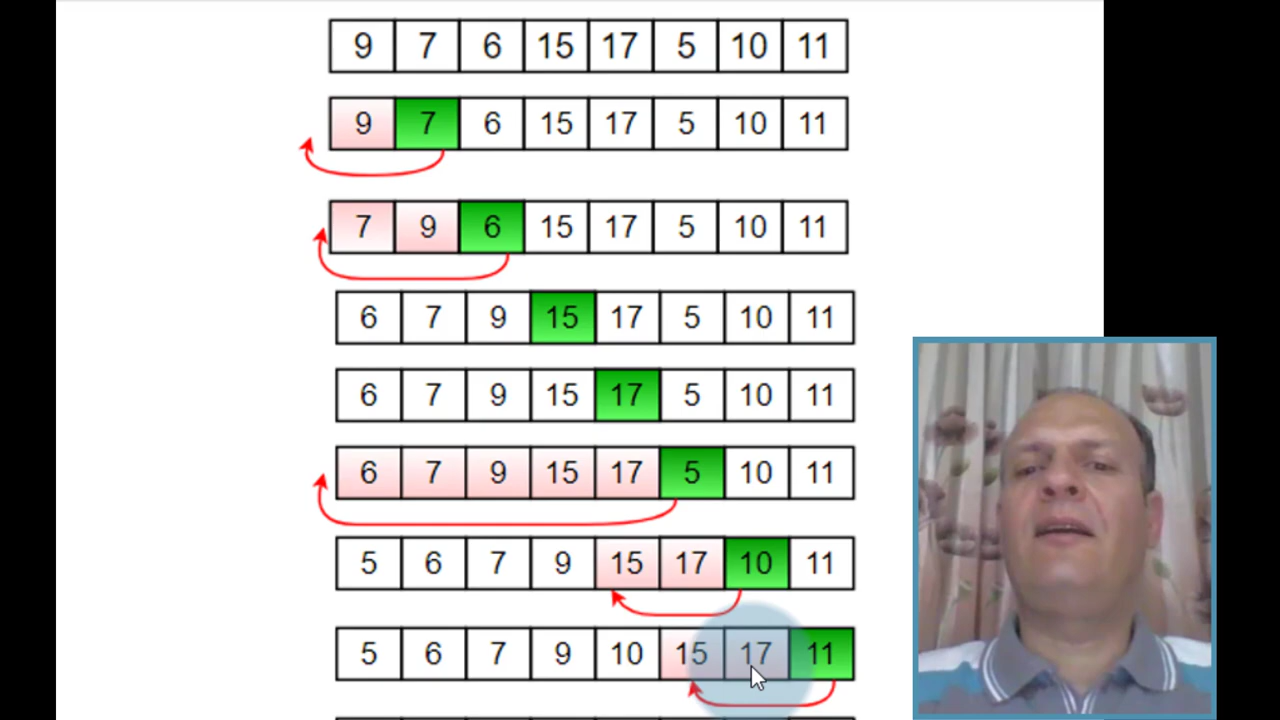 9 7 6 15 17 5 10 11
9 7 6 15 17 5 10 11
7 9 6 15 17 5 10 11
6 7 9 15 17 5 10 11
6 7 9 15 17 5 10 11
6 7 9 15 17 5 10 11
5 6 7 9 15 17 10 11
5 6 7 9 10 15 17 11